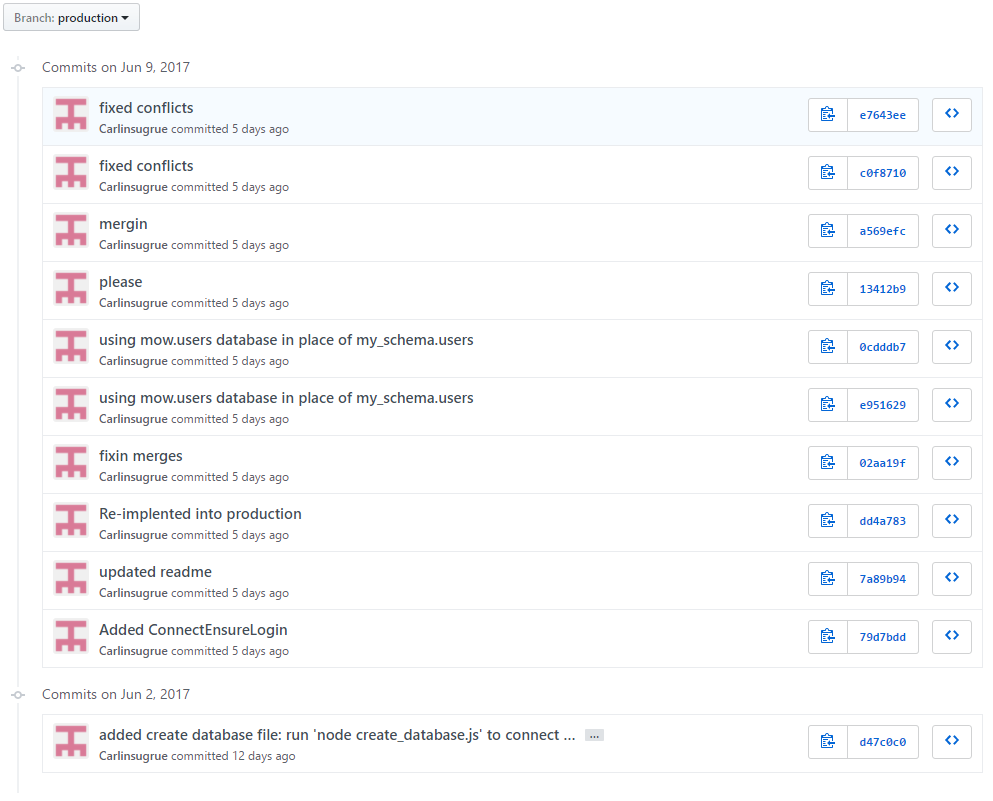 Branch: production
Commits on Jun 9, 2017
fixed conflicts
Carlinsugrue committed 5 days ago
e7643ee
fixed conflicts
Carlinsugrue committed 5 days ago
c0f8710
mergin
Carlinsugrue committed 5 days ago
a569efc
please
Carlinsugrue committed 5 days ago
13412b9
using mow.users database in place of my_schema.users
Carlinsugrue committed 5 days ago
0cdddb7
using mow.users database in place of my_schema.users
Carlinsugrue committed 5 days ago
e951629
fixin merges
Carlinsugrue committed 5 days ago
02aa19f
Re-implented into production
Carlinsugrue committed 5 days ago
dd4a783
updated readme
Carlinsugrue committed 5 days ago
7a89b94
Added ConnectEnsureLogin
Carlinsugrue committed 5 days ago
79d7bdd
Commits on Jun 2, 2017
added create database file: run 'node create_database.js' to connect ... ...
Carlinsugrue committed 12 days ago
d47c0c0